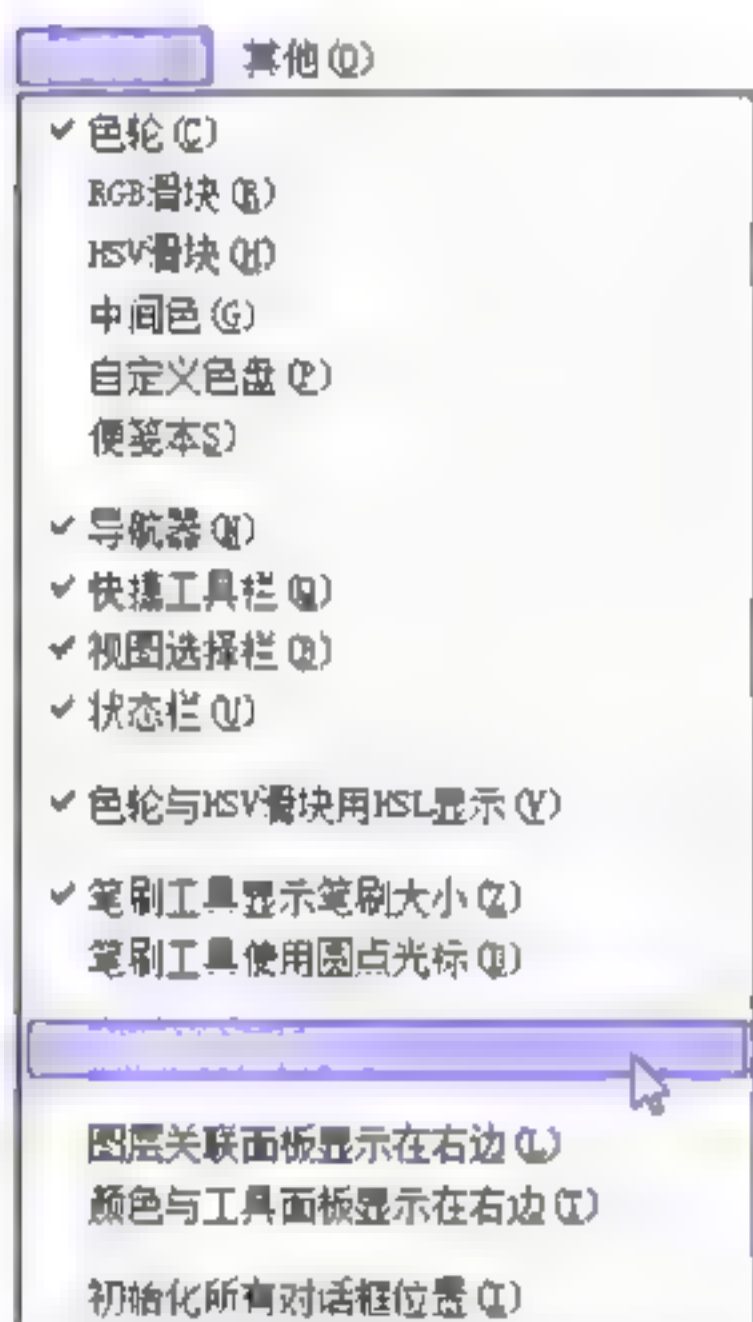 其他(O)
✓ 色轮(C)
RGB滑块(R)
HSV滑块(H)
中间色(G)
自定义色盘(P)
便笺本S)
✓ 导航器(N)
✓ 快捷工具栏(Q)
✓ 视图选择栏
✓ 状态栏(U)
✓ 色轮与HSV滑块用HSL显示(V)
✓ 笔刷工具显示笔刷大小(Z)
笔刷工具使用圆点光标
图层关联面板显示在右边(L)
颜色与工具面板显示在右边(T)
初始化所有对话框位置(I)